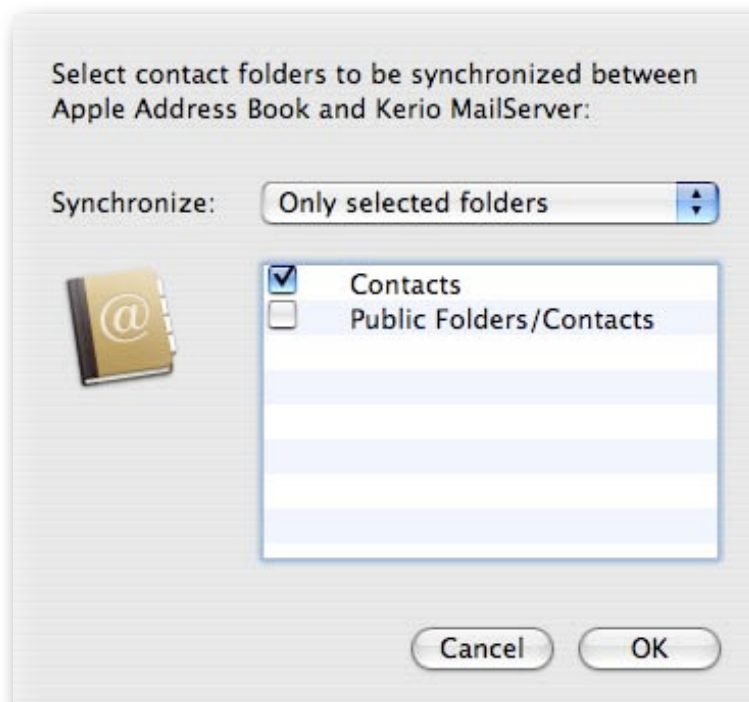 Select contact folders to be synchronized between
Apple Address Book and Kerio MailServer:
Synchronize: Only selected folders
@
Contacts
Public Folders/Contacts
Cancel OK